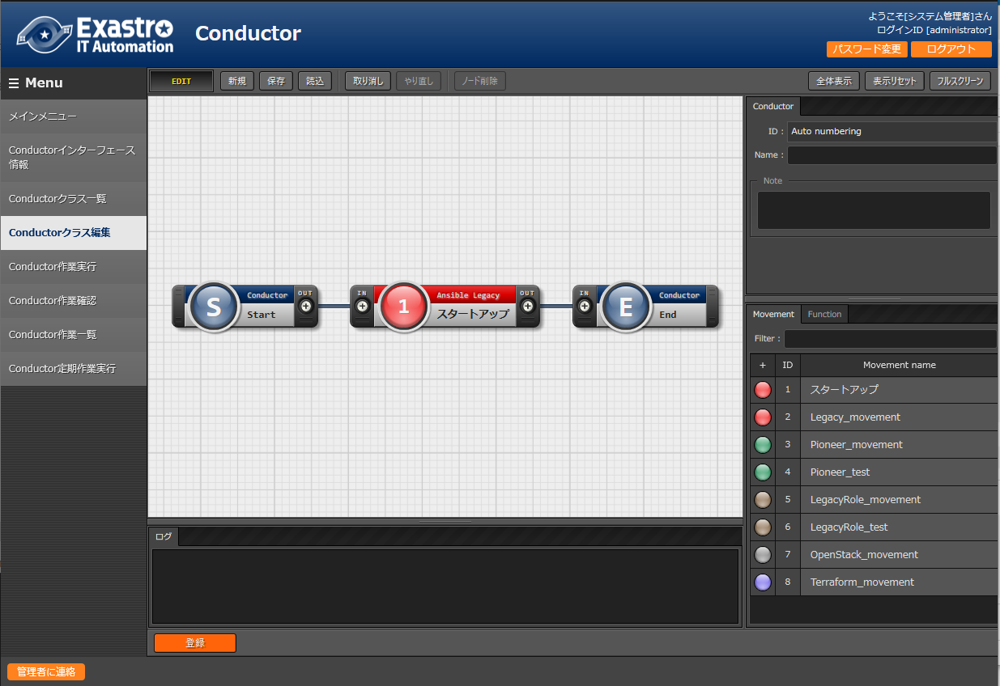 Exastro
IT Automation
Conductor
ようこそ[システム管理者]さん
ログインID [administrator]
パスワード変更 ログアウト
Menu
メインメニュー
Conductorインターフェース
情報
Conductorクラス一覧
Conductorクラス編集
Conductor作業実行
Conductor作業確認
Conductor作業一覧
Conductor定期作業実行
EDIT 新規 保存 読込 取り消し やり直し ノード削除 全体表示 表示リセット フルスクリーン
S Conductor OUT
Start
IN 1 Ansible Legacy OUT
スタートアップ
IN E Conductor
End
Conductor
ID : Auto numbering
Name :
Note
Movement Function
Filter :
+ ID Movement name
1 スタートアップ
2 Legacy_movement
3 Pioneer_movement
4 Pioneer_test
5 LegacyRole_movement
6 LegacyRole_test
7 OpenStack_movement
8 Terraform_movement
ログ
登録
管理者に連絡